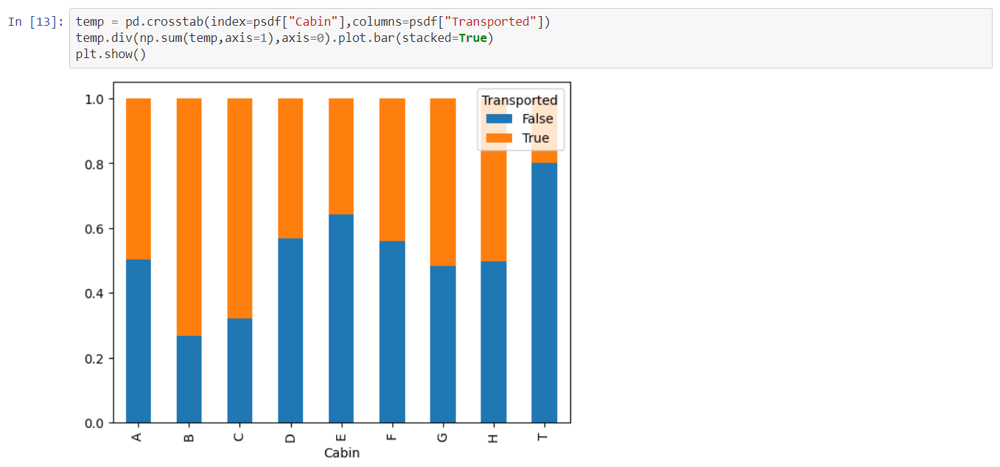 In [13]: temp = pd.crosstab(index=psdf["Cabin"],columns=psdf["Transported"])
temp.div(np.sum(temp,axis=1),axis=0).plot.bar(stacked=True)
plt.show()
1.0
0.8
0.6
0.4
0.2
0.0
Transported
False
True
A B C D E F G H T
Cabin